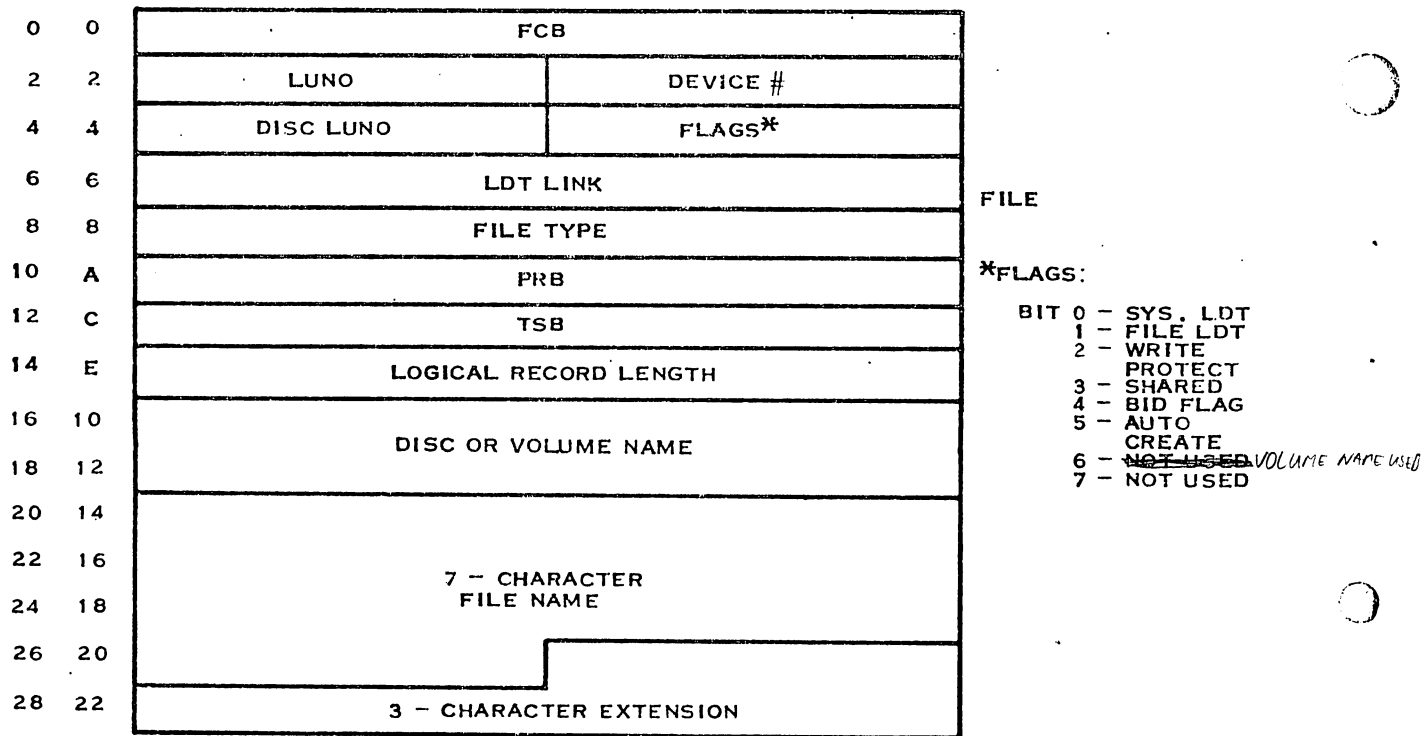 0 0 FCB
2 2 LUNO DEVICE #
4 4 DISC LUNO FLAGS*
6 6 LDT LINK
FILE
8 8 FILE TYPE
10 A PRB
*FLAGS:
12 C TSB
BIT 0 - SYS. LDT
1 - FILE LDT
2 - WRITE
PROTECT
3 - SHARED
4 - BID FLAG
5 - AUTO
CREATE
6 - NOT USED VOLUME NAME USED
7 - NOT USED
14 E LOGICAL RECORD LENGTH
16 10
DISC OR VOLUME NAME
18 12
20 14
22 16
7 - CHARACTER
FILE NAME
24 18
26 20
28 22 3 - CHARACTER EXTENSION